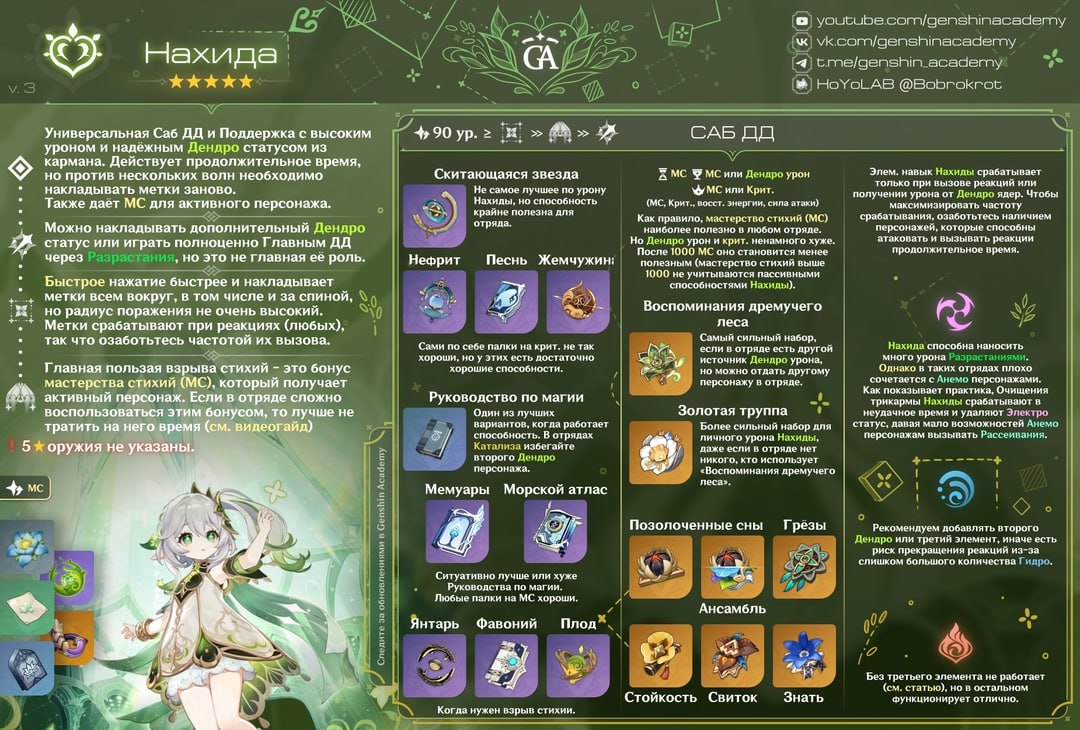 Нахида
v. 3
GA
youtube.com/genshinacademy
vk.com/genshinacademy
t.me/genshin_academy
HoYoLAB @Bobrokrot
Универсальная Саб ДД и Поддержка с высоким
уроном и надёжным Дендро статусом из
кармана. Действует продолжительное время,
но против нескольких волн необходимо
накладывать метки заново.
Также даёт МС для активного персонажа.
Можно накладывать дополнительный Дендро
статус или играть полноценно Главным ДД
через Разрастания, но это не главная её роль.
Быстрое нажатие быстрее и накладывает
метки всем вокруг, в том числе и за спиной,
но радиус поражения не очень высокий.
Метки срабатывают при реакциях (любых),
так что озаботьтесь частотой их вызова.
Главная польза взрыва стихий – это бонус
мастерства стихий (МС), который получает
активный персонаж. Если в отряде сложно
воспользоваться этим бонусом, то лучше не
тратить на него время (см. видеогайд)
! 5★оружия не указаны.
МС
Следите за обновлениями в Genshin Academy
90 ур. ≥ » »
САБ ДД
Скитающаяся звезда
Не самое лучшее по урону
Нахиды, но способность
крайне полезна для
отряда.
Нефрит Песнь Жемчужина
Сами по себе палки на крит. не так
хороши, но у этих есть достаточно
хорошие способности.
Руководство по магии
Один из лучших
вариантов, когда работает
способность. В отрядах
Катализа избегайте
второго Дендро
персонажа.
Мемуары Морской атлас
Ситуативно лучше или хуже
Руководства по магии.
Любые палки на МС хороши.
Янтарь Фавоний Плод
Когда нужен взрыв стихии.
МС МС или Дендро урон
МС или Крит.
(МС, Крит., восст. энергии, сила атаки)
Как правило, мастерство стихий (МС)
наиболее полезно в любом отряде.
Но Дендро урон и крит. ненамного хуже.
После 1000 МС оно становится менее
полезным (мастерство стихий выше
1000 не учитываются пассивными
способностями Нахиды).
Воспоминания дремучего
леса
Самый сильный набор,
если в отряде есть другой
источник Дендро урона,
но можно отдать другому
персонажу в отряде.
Золотая труппа
Более сильный набор для
личного урона Нахиды,
даже если в отряде нет
никого, кто использует
«Воспоминания дремучего
леса».
Позолоченные сны Грёзы
Ансамбль
Стойкость Свиток Знать
Элем. навык Нахиды срабатывает
только при вызове реакций или
получении урона от Дендро ядер. Чтобы
максимизировать частоту
срабатывания, озаботьтесь наличием
персонажей, которые способны
атаковать и вызывать реакции
продолжительное время.
Нахида способна наносить
много урона Разрастаниями.
Однако в таких отрядах плохо
сочетается с Анемо персонажами.
Как показывает практика, Очищения
трикармы Нахиды срабатывают в
неудачное время и удаляют Электро
статус, давая мало возможностей Анемо
персонажам вызывать Рассеивания.
Рекомендуем добавлять второго
Дендро или третий элемент, иначе есть
риск прекращения реакций из-за
слишком большого количества Гидро.
Без третьего элемента не работает
(см. статью), но в остальном
функционирует отлично.